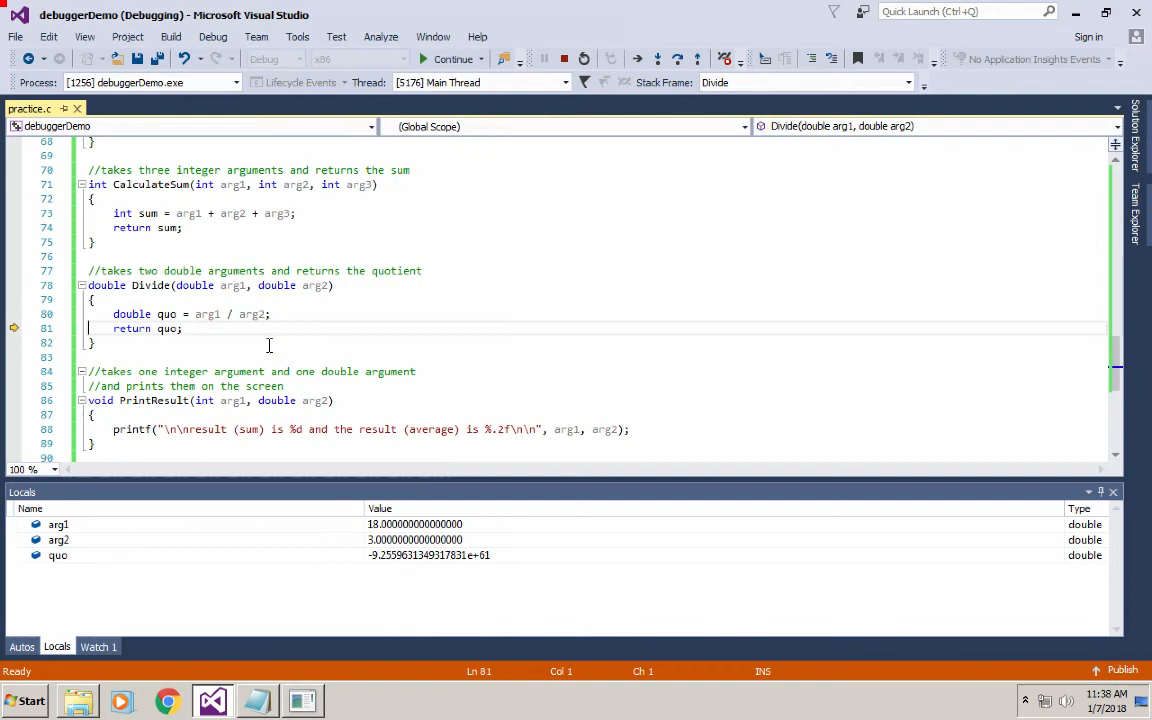 debuggerDemo (Debugging) - Microsoft Visual Studio
Quick Launch (Ctrl+Q)
File Edit View Project Build Debug Team Tools Test Analyze Window Help
Sign in
Debug x86 Continue No Application Insights Events
Process: [1256] debuggerDemo.exe Lifecycle Events Thread: [5176] Main Thread Stack Frame: Divide
practice.c
debuggerDemo (Global Scope) Divide(double arg1, double arg2)
68 }
69
70 //takes three integer arguments and returns the sum
71 int CalculateSum(int arg1, int arg2, int arg3)
72 {
73 int sum = arg1 + arg2 + arg3;
74 return sum;
75 }
76
77 //takes two double arguments and returns the quotient
78 double Divide(double arg1, double arg2)
79 {
80 double quo = arg1 / arg2;
81 return quo;
82 }
83
84 //takes one integer argument and one double argument
85 //and prints them on the screen
86 void PrintResult(int arg1, double arg2)
87 {
88 printf("\n\nresult (sum) is %d and the result (average) is %.2f\n\n", arg1, arg2);
89 }
90
100 %
Solution Explorer
Team Explorer
Locals
Name Value Type
arg1 18.000000000000000 double
arg2 3.0000000000000000 double
quo -9.2559631349317831e+61 double
Autos Locals Watch 1
Ready Ln 81 Col 1 Ch 1 INS Publish
Start
11:38 AM
1/7/2018